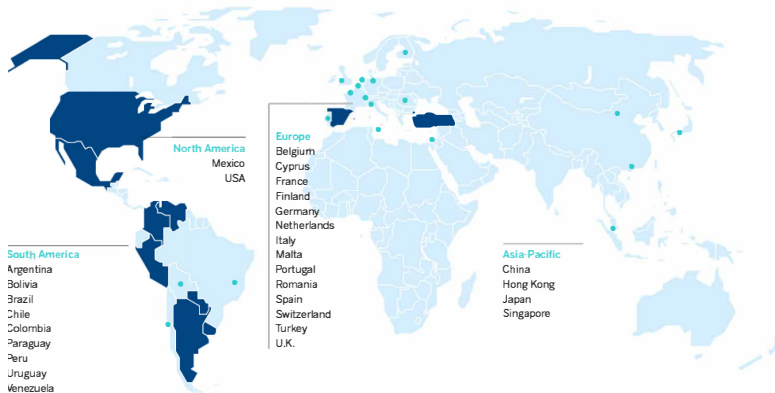 North America
Mexico
USA
Europe
Belgium
Cyprus
France
Finland
Germany
Netherlands
Italy
Malta
Portugal
Romania
Spain
Switzerland
Turkey
U.K.
South America
Argentina
Bolivia
Brazil
Chile
Colombia
Paraguay
Peru
Uruguay
Venezuela
Asia-Pacific
China
Hong Kong
Japan
Singapore